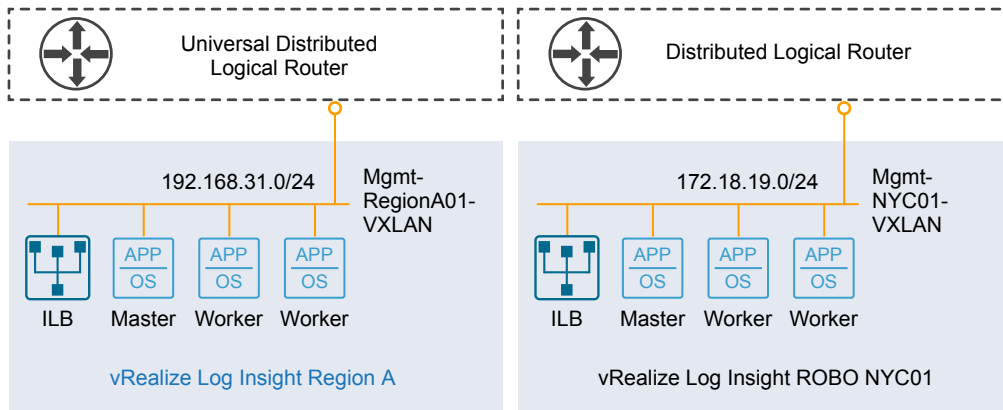 Universal Distributed
Logical Router
192.168.31.0/24
Mgmt-
RegionA01-
VXLAN
APP
OS
APP
OS
APP
OS
ILB
Master
Worker
Worker
vRealize Log Insight Region A
Distributed Logical Router
172.18.19.0/24
Mgmt-
NYC01-
VXLAN
APP
OS
APP
OS
APP
OS
ILB
Master
Worker
Worker
vRealize Log Insight ROBO NYC01